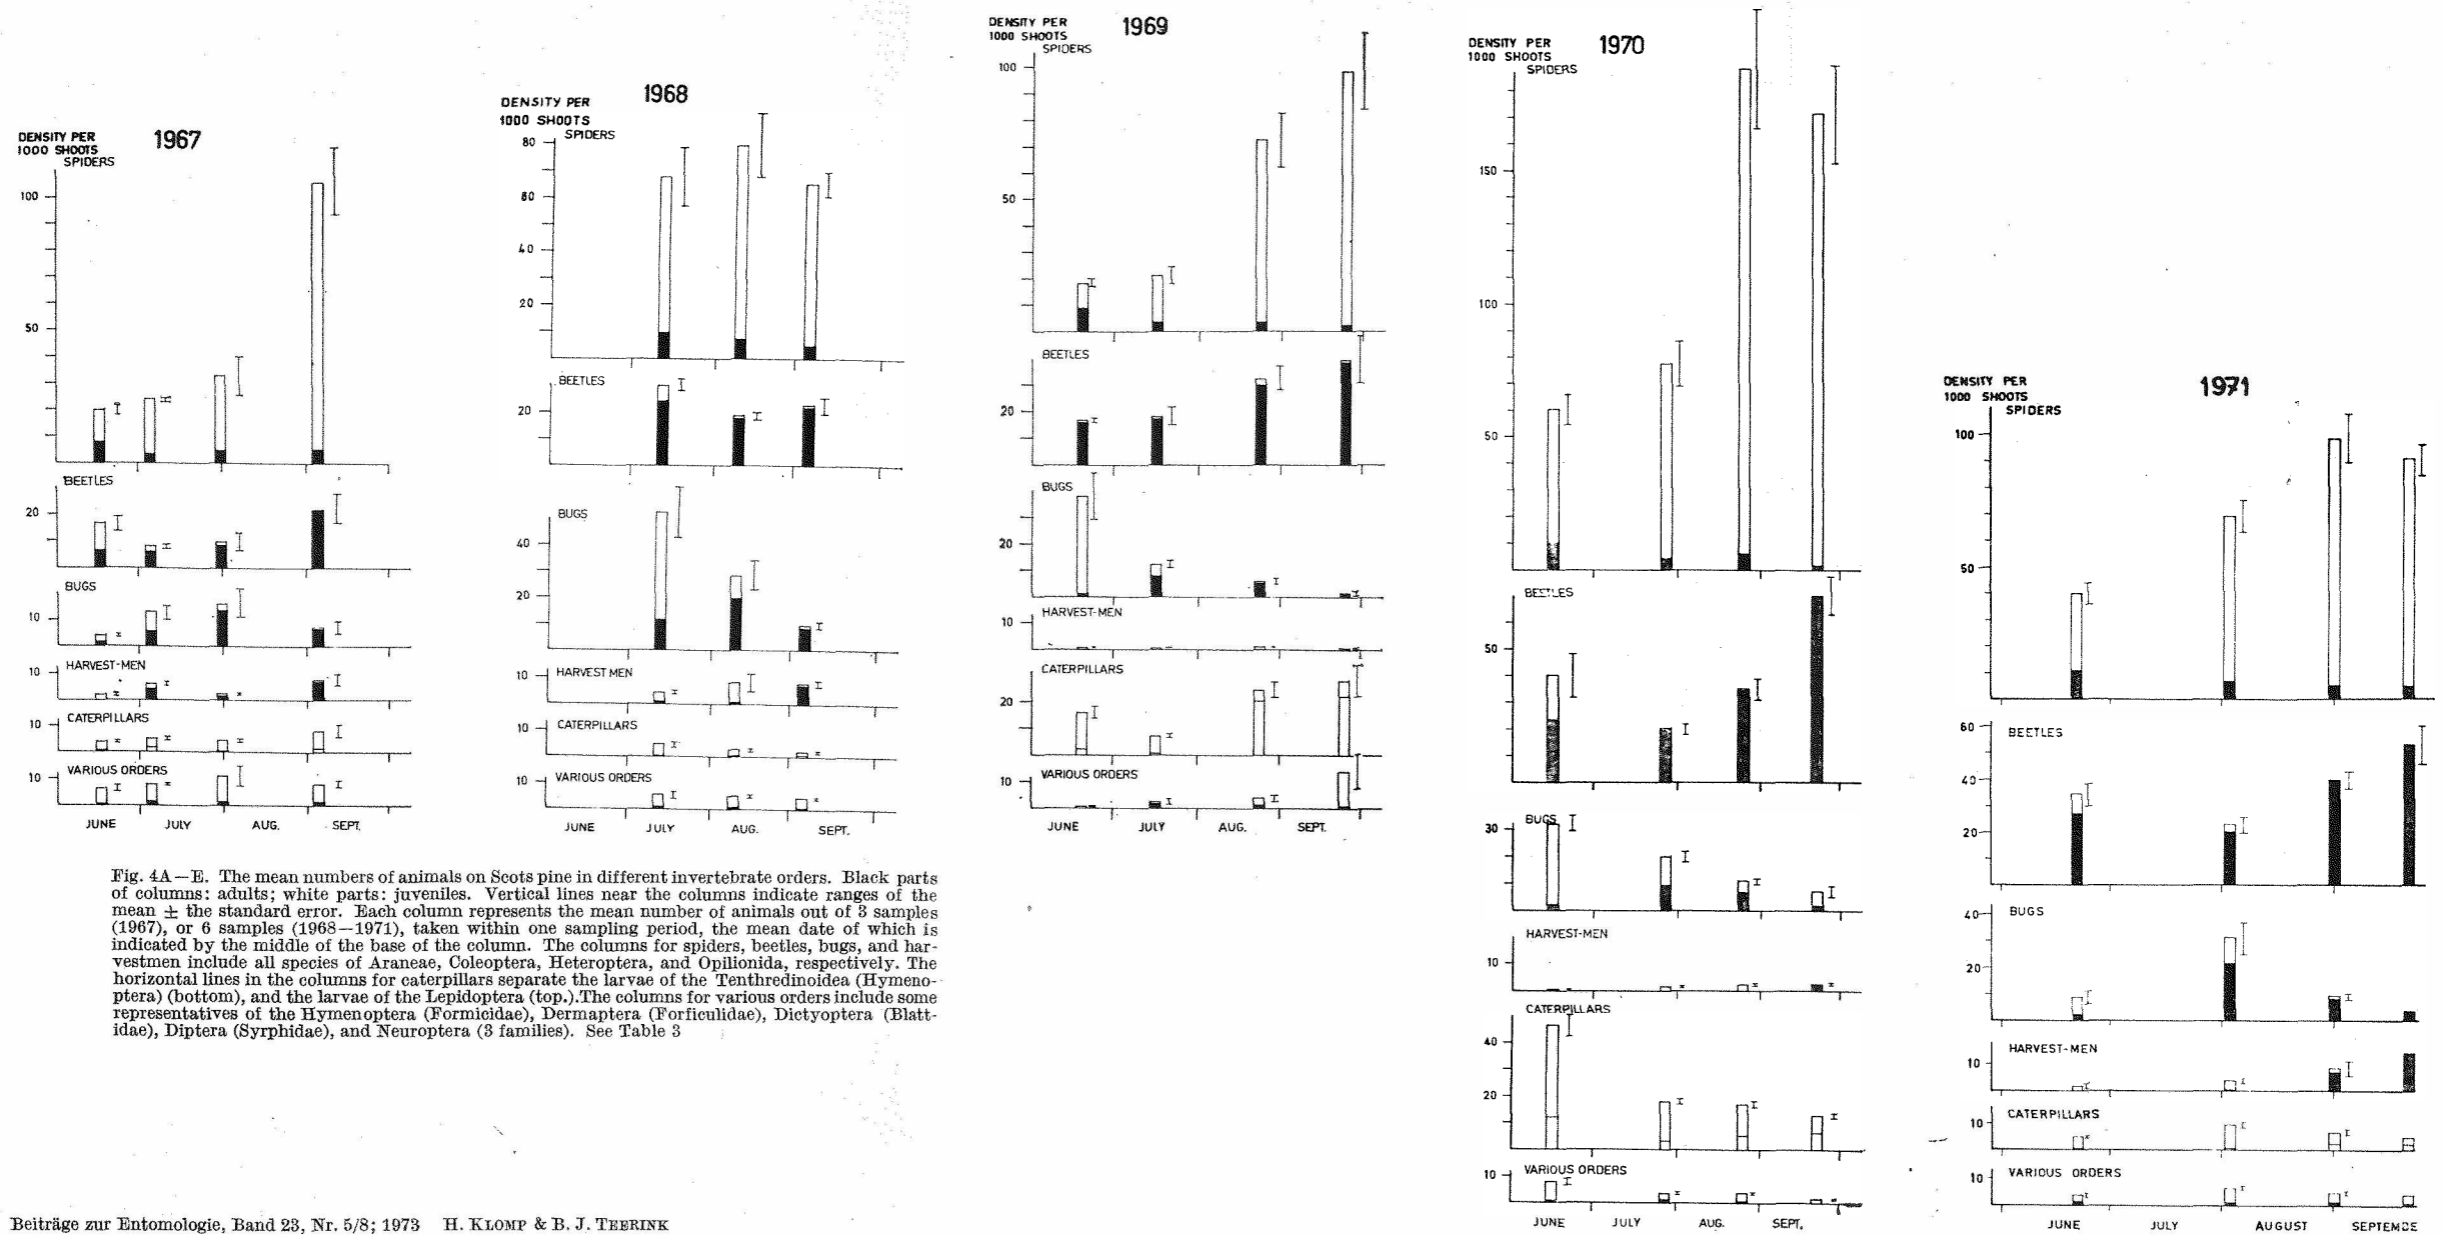 DENSITY PER
1000 SHOOTS
1967
SPIDERS
100
50
BEETLES
20
BUGS
10
HARVEST-MEN
10
CATERPILLARS
10
VARIOUS ORDERS
10
JUNE JULY AUG. SEPT.
DENSITY PER
1000 SHOOTS
1968
SPIDERS
80
60
40
20
BEETLES
20
BUGS
40
20
HARVEST MEN
10
CATERPILLARS
10
VARIOUS ORDERS
10
JUNE JULY AUG. SEPT.
DENSITY PER
1000 SHOOTS
1969
SPIDERS
100
50
BEETLES
20
BUGS
20
HARVEST-MEN
10
CATERPILLARS
20
VARIOUS ORDERS
10
JUNE JULY AUG. SEPT.
DENSITY PER
1000 SHOOTS
1970
SPIDERS
150
100
50
BEETLES
50
BUGS
30
HARVEST-MEN
10
CATERPILLARS
40
20
VARIOUS ORDERS
10
JUNE JULY AUG. SEPT.
DENSITY PER
1000 SHOOTS
1971
SPIDERS
100
50
BEETLES
60
40
20
BUGS
40
20
HARVEST-MEN
10
CATERPILLARS
10
VARIOUS ORDERS
10
JUNE JULY AUGUST SEPTEMBE
Fig. 4A—E. The mean numbers of animals on Scots pine in different invertebrate orders. Black parts
of columns: adults; white parts: juveniles. Vertical lines near the columns indicate ranges of the
mean ± the standard error. Each column represents the mean number of animals out of 3 samples
(1967), or 6 samples (1968—1971), taken within one sampling period, the mean date of which is
indicated by the middle of the base of the column. The columns for spiders, beetles, bugs, and har-
vestmen include all species of Araneae, Coleoptera, Heteroptera, and Opilionida, respectively. The
horizontal lines in the columns for caterpillars separate the larvae of the Tenthredinoidea (Hymeno-
ptera) (bottom), and the larvae of the Lepidoptera (top.).The columns for various orders include some
representatives of the Hymenoptera (Formicidae), Dermaptera (Forficulidae), Dictyoptera (Blatt-
idae), Diptera (Syrphidae), and Neuroptera (3 families). See Table 3
Beiträge zur Entomologie, Band 23, Nr. 5/8; 1973 H. KLOMP & B. J. TEERINK